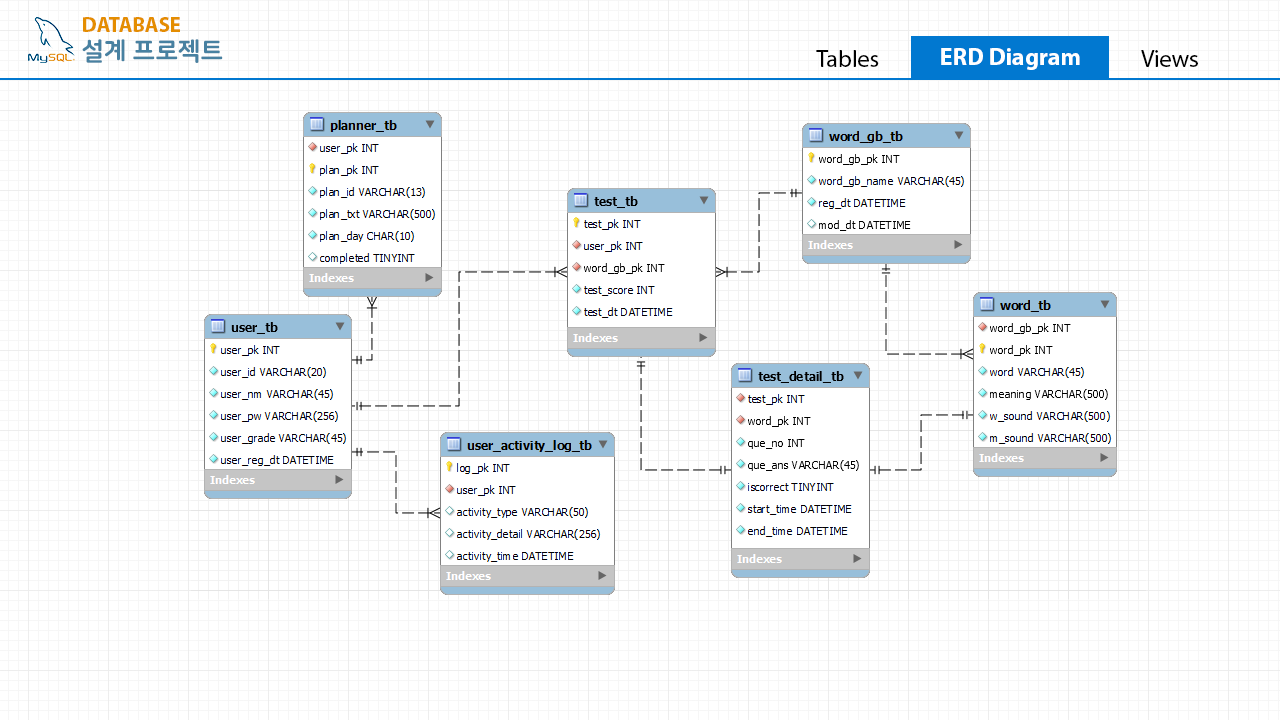 MySQL
DATABASE
설계 프로젝트
Tables
ERD Diagram
Views
planner_tb
user_pk INT
plan_pk INT
plan_id VARCHAR(13)
plan_txt VARCHAR(500)
plan_day CHAR(10)
completed TINYINT
Indexes
user_tb
user_pk INT
user_id VARCHAR(20)
user_nm VARCHAR(45)
user_pw VARCHAR(256)
user_grade VARCHAR(45)
user_reg_dt DATETIME
Indexes
user_activity_log_tb
log_pk INT
user_pk INT
activity_type VARCHAR(50)
activity_detail VARCHAR(256)
activity_time DATETIME
Indexes
test_tb
test_pk INT
user_pk INT
word_gb_pk INT
test_score INT
test_dt DATETIME
Indexes
test_detail_tb
test_pk INT
word_pk INT
que_no INT
que_ans VARCHAR(45)
iscorrect TINYINT
start_time DATETIME
end_time DATETIME
Indexes
word_gb_tb
word_gb_pk INT
word_gb_name VARCHAR(45)
reg_dt DATETIME
mod_dt DATETIME
Indexes
word_tb
word_gb_pk INT
word_pk INT
word VARCHAR(45)
meaning VARCHAR(500)
w_sound VARCHAR(500)
m_sound VARCHAR(500)
Indexes